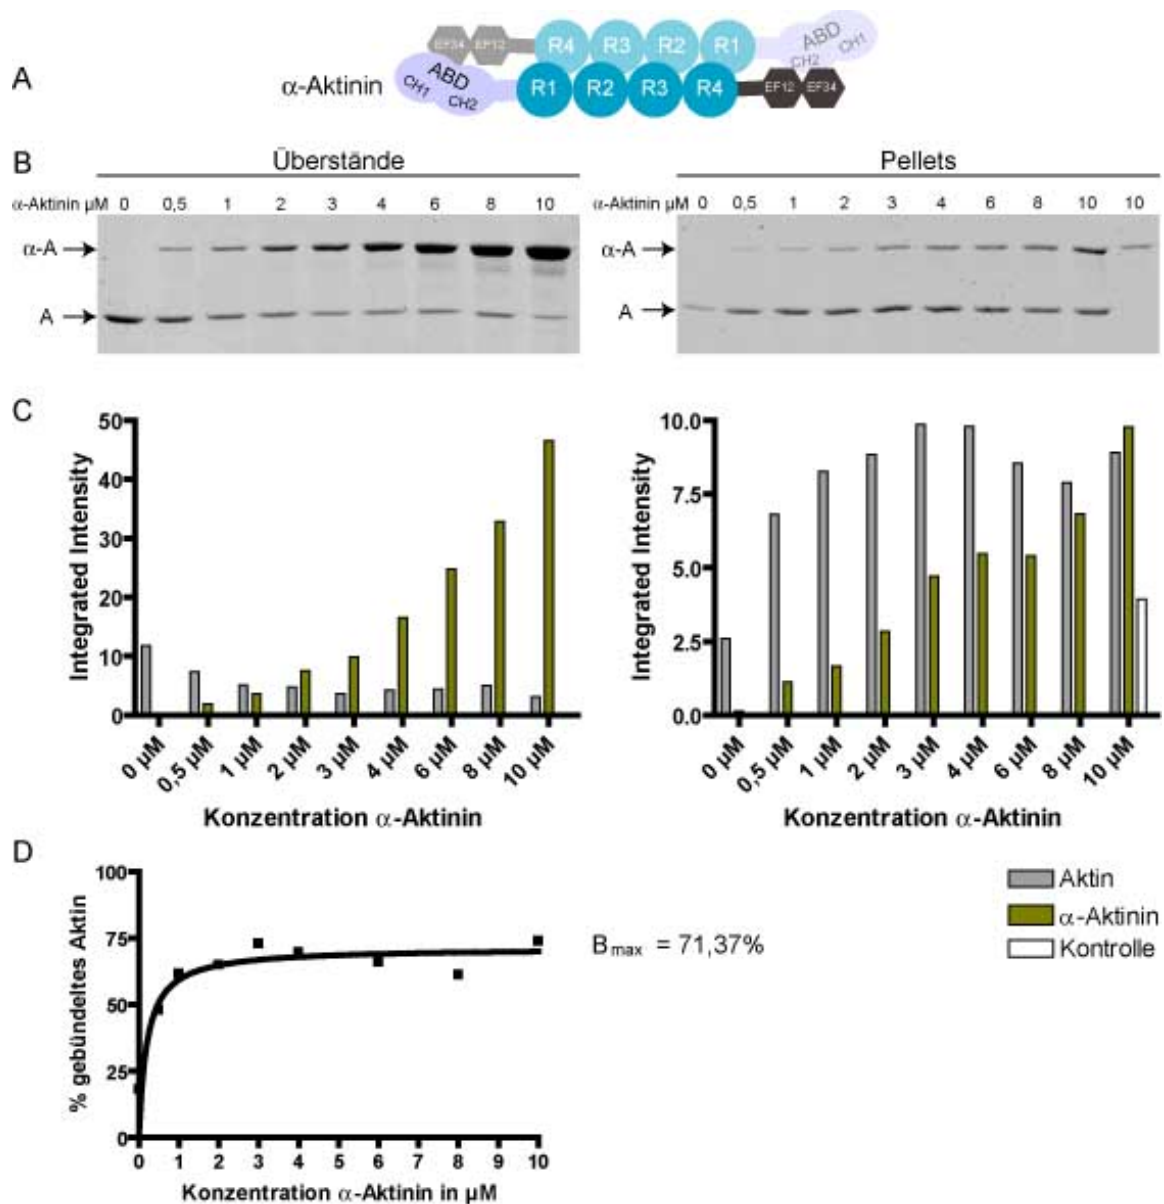 A
α-Aktinin
EF34 EF12 R4 R3 R2 R1 ABD CH2 CH1
CH1 ABD CH2 R1 R2 R3 R4 EF12 EF34
B
Überstände
α-Aktinin µM 0 0,5 1 2 3 4 6 8 10
α-A
A
Pellets
α-Aktinin µM 0 0,5 1 2 3 4 6 8 10 10
α-A
A
C
Integrated Intensity
50
40
30
20
10
0
0 µM 0,5 µM 1 µM 2 µM 3 µM 4 µM 6 µM 8 µM 10 µM
Konzentration α-Aktinin
Integrated Intensity
10.0
7.5
5.0
2.5
0.0
0 µM 0,5 µM 1 µM 2 µM 3 µM 4 µM 6 µM 8 µM 10 µM
Konzentration α-Aktinin
D
% gebündeltes Aktin
100
75
50
25
0
0 1 2 3 4 5 6 7 8 9 10
Konzentration α-Aktinin in µM
Bmax = 71,37%
Aktin
α-Aktinin
Kontrolle